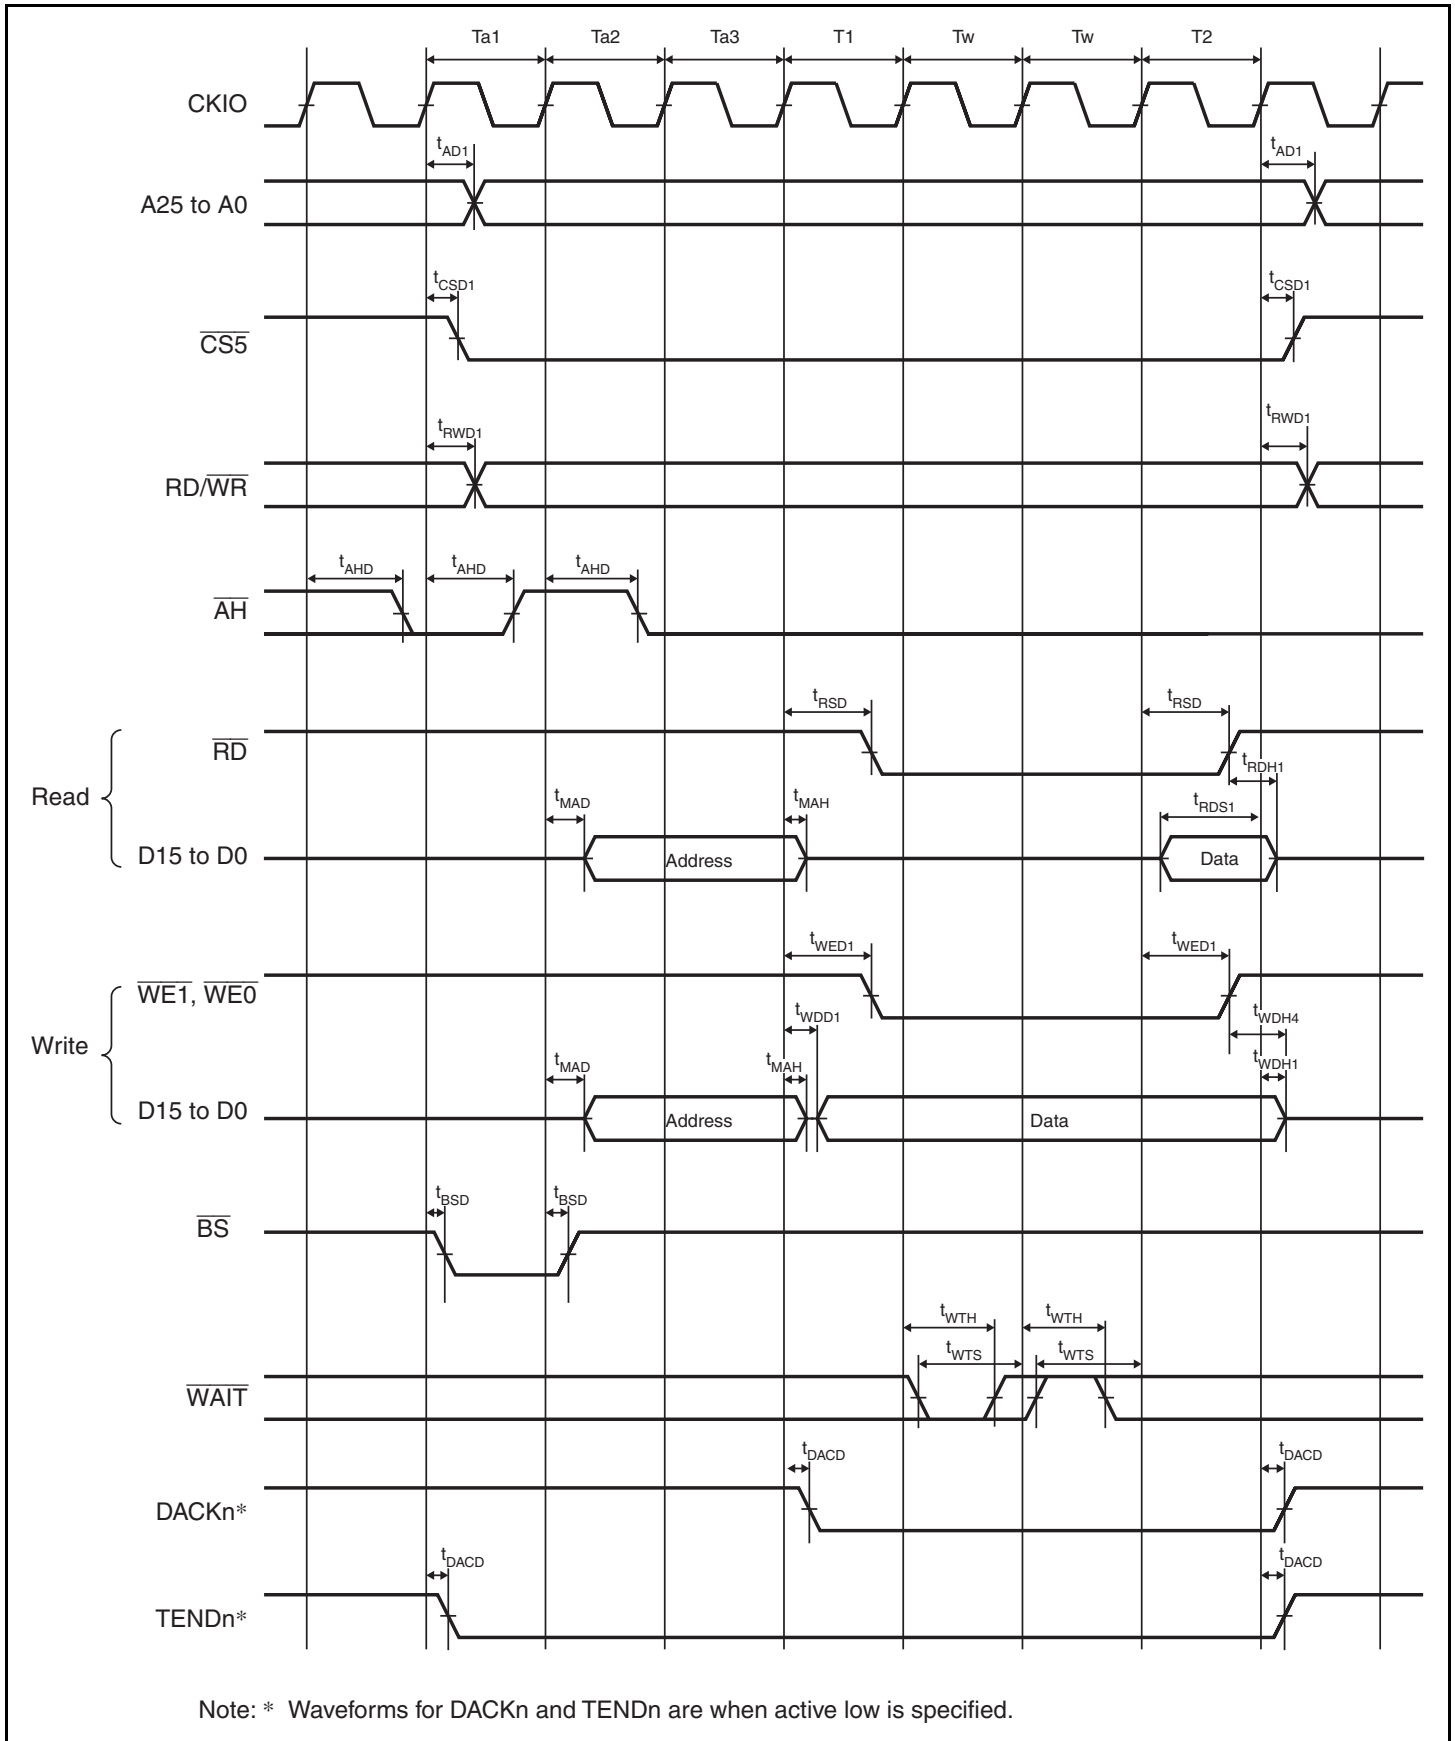 Ta1 Ta2 Ta3 T1 Tw Tw T2
CKIO
tAD1 tAD1
A25 to A0
tCSD1 tCSD1
CS5
tRWD1 tRWD1
RD/WR
tAHD tAHD tAHD
AH
tRSD tRSD
RD
tRDH1
Read
tMAD tMAH tRDS1
D15 to D0 Address Data
tWED1 tWED1
WE1, WE0
tWDD1 tWDH4
Write
tMAD tMAH tWDH1
D15 to D0 Address Data
tBSD tBSD
BS
tWTH tWTH
tWTS tWTS
WAIT
tDACD tDACD
DACKn*
tDACD tDACD
TENDn*
Note: * Waveforms for DACKn and TENDn are when active low is specified.